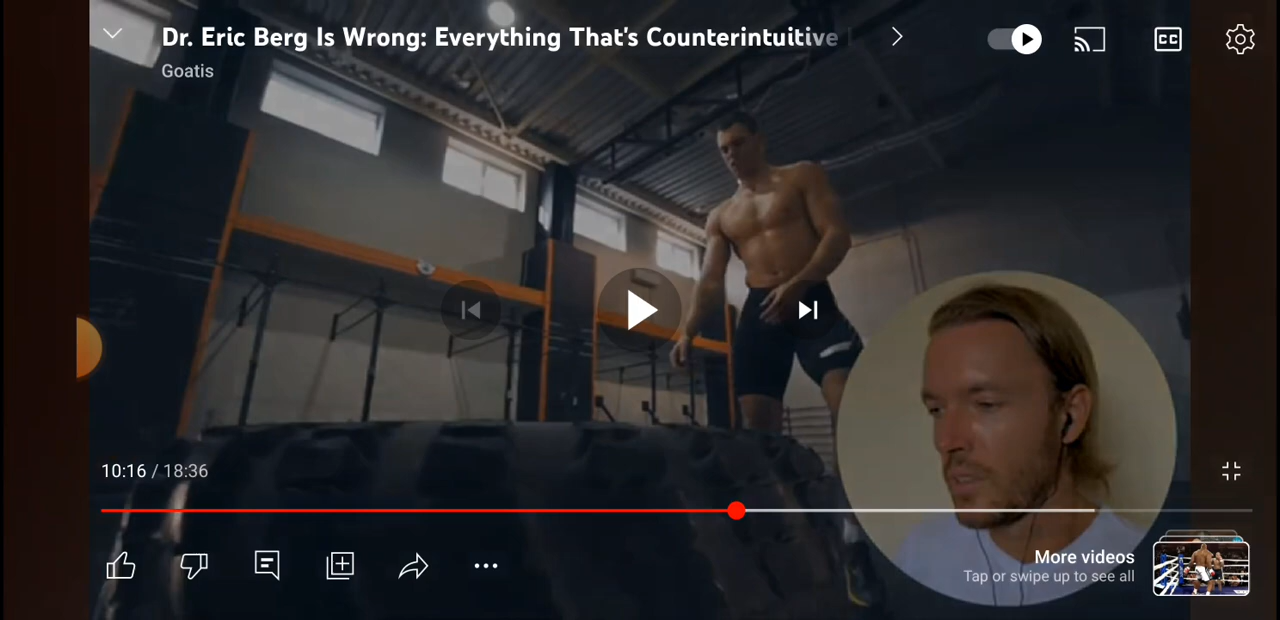 Dr. Eric Berg Is Wrong: Everything That's Counterintuitive
Goatis
CC
10:16 / 18:36
More videos
Tap or swipe up to see all